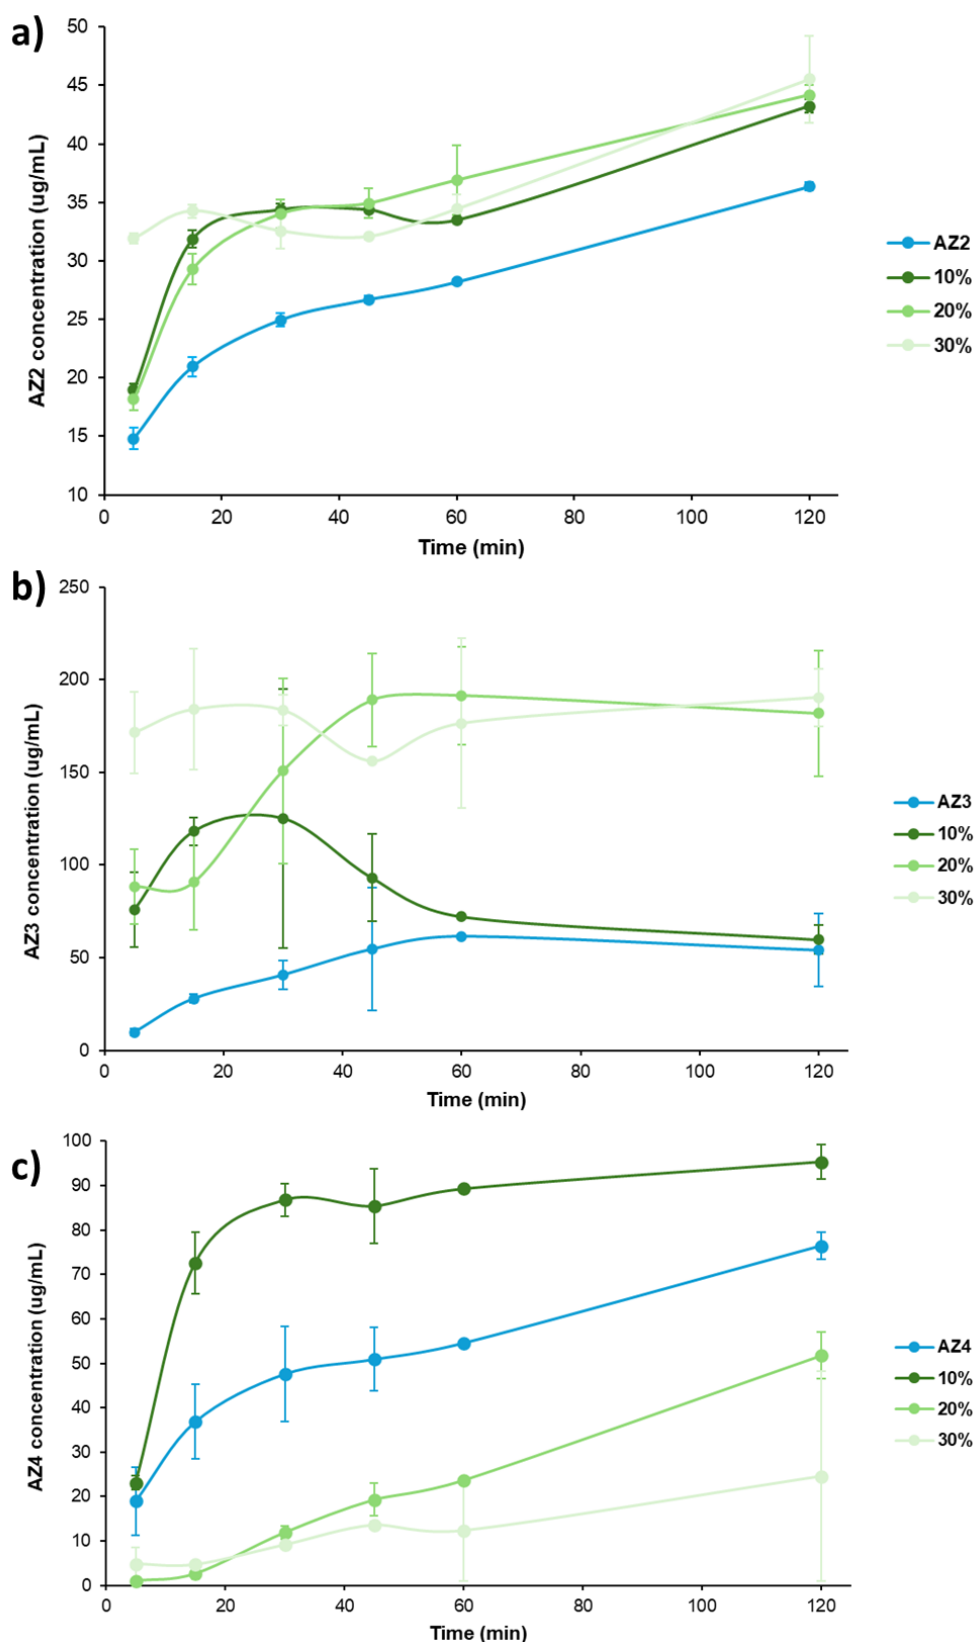 a)
50
45
40
35
30
25
20
15
10
AZ2 concentration (ug/mL)
0 20 40 60 80 100 120
Time (min)
AZ2
10%
20%
30%
b)
250
200
150
100
50
0
AZ3 concentration (ug/mL)
0 20 40 60 80 100 120
Time (min)
AZ3
10%
20%
30%
c)
100
90
80
70
60
50
40
30
20
10
0
AZ4 concentration (ug/mL)
0 20 40 60 80 100 120
Time (min)
AZ4
10%
20%
30%